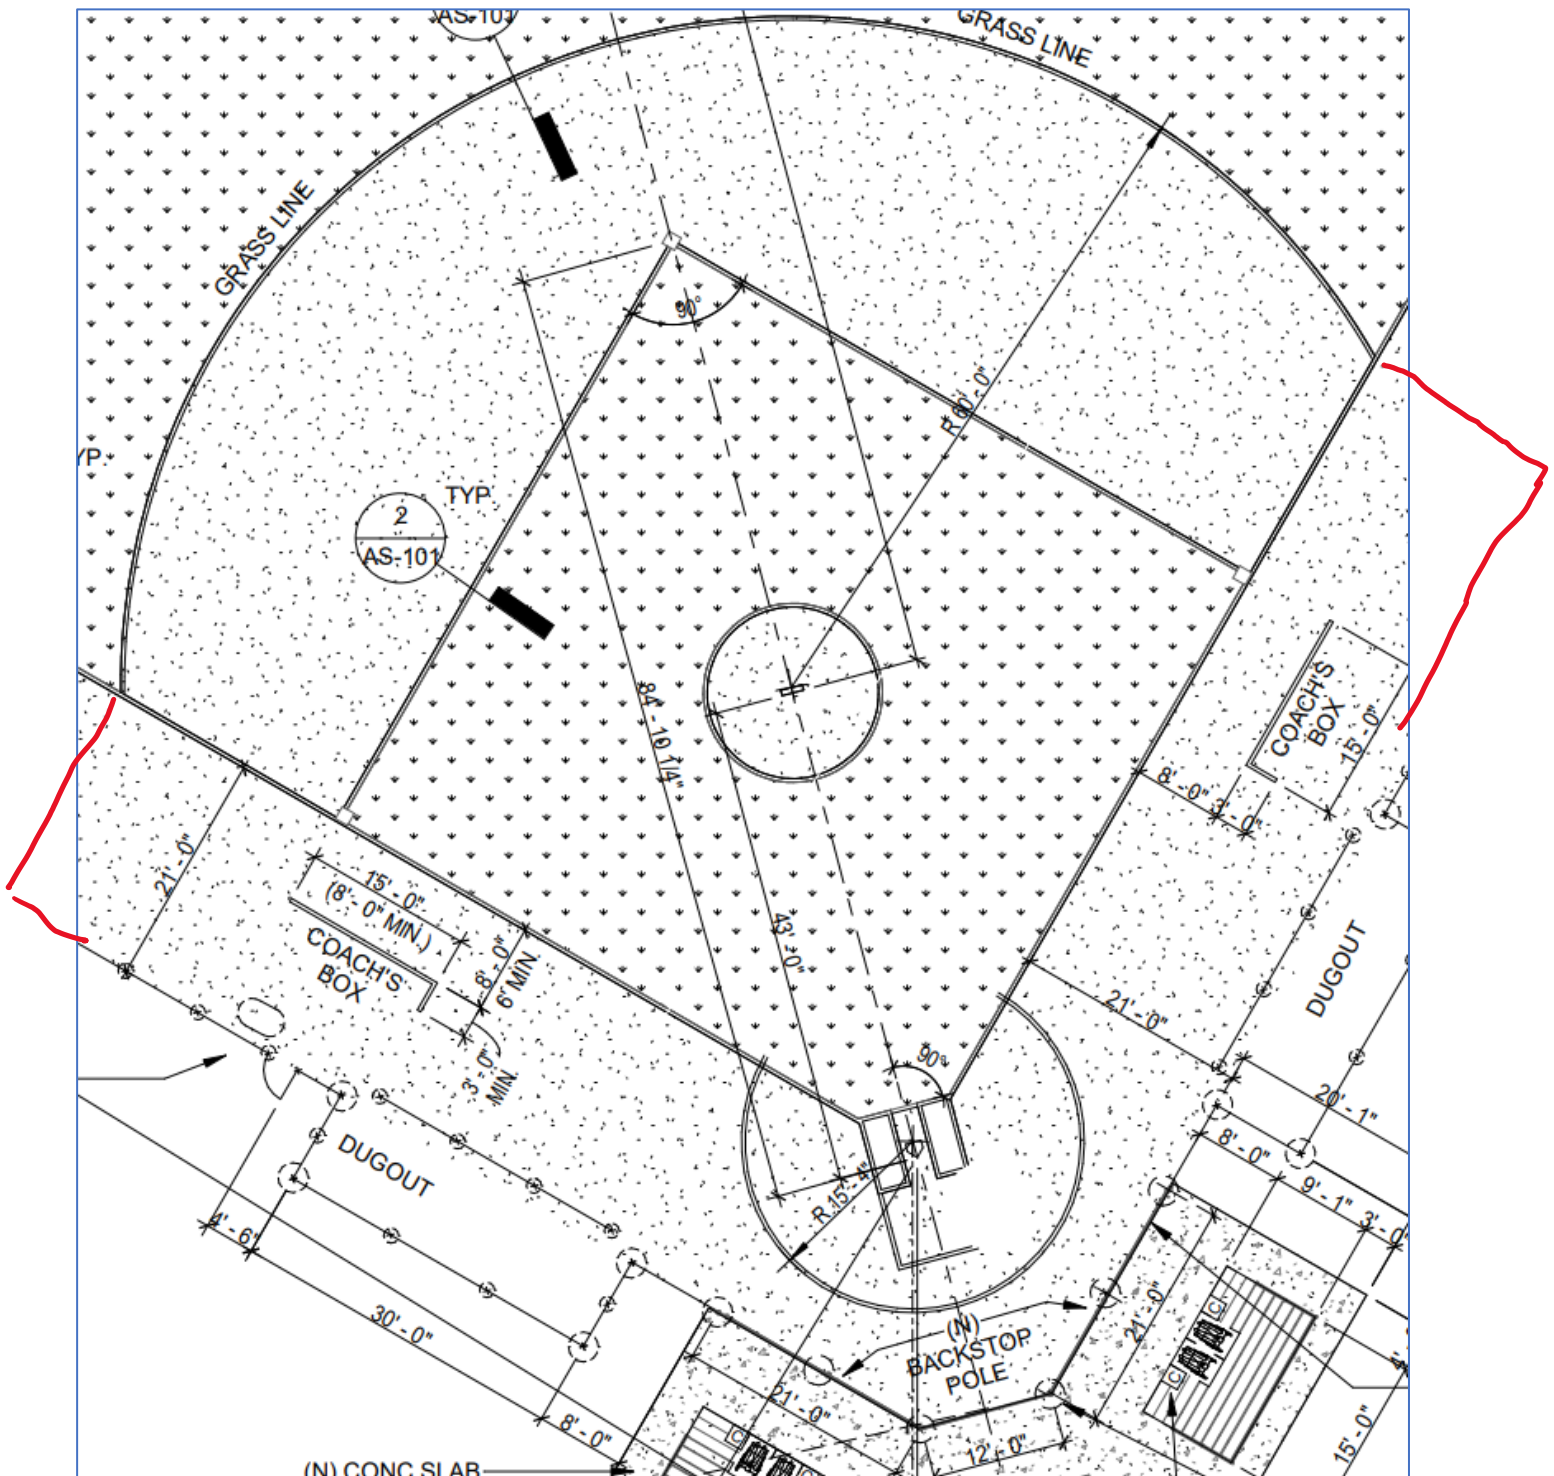 AS-101
GRASS LINE
GRASS LINE
90°
R 60' - 0"
YP.
TYP.
2
AS-101
84' - 10 1/4"
43' - 0"
COACH'S
BOX
15' - 0"
8' - 0"
3' - 0"
21' - 0"
15' - 0"
(8' - 0" MIN.)
COACH'S
BOX
8' - 0"
6' MIN
3' - 0"
MIN.
DUGOUT
21' - 0"
90°
20' - 1"
8' - 0"
9' - 1"
3' - 0"
DUGOUT
4' - 6"
R 15' - 4"
30' - 0"
(N)
BACKSTOP
POLE
21' - 0"
C
C
21' - 0"
8' - 0"
12' - 0"
15' - 0"
C
(N) CONC SLAB